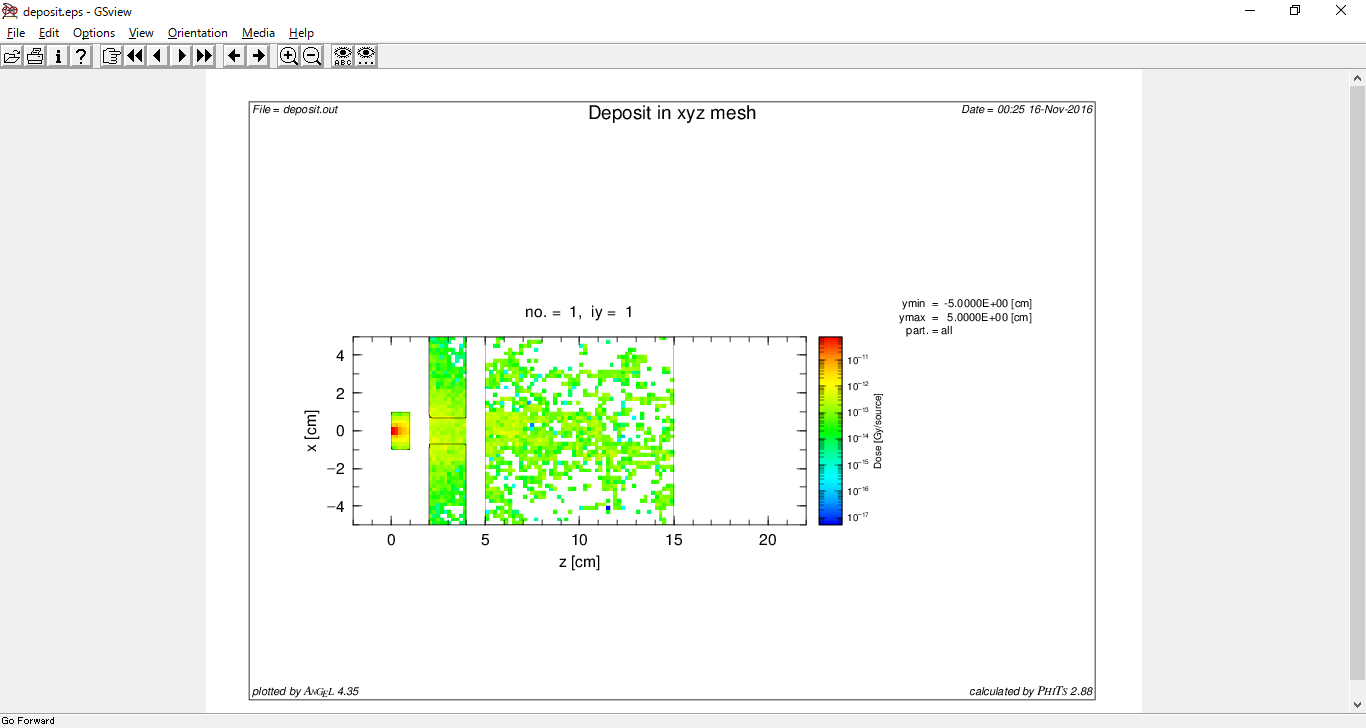 deposit.eps - GSview
File Edit Options View Orientation Media Help
ABC
File = deposit.out
Deposit in xyz mesh
Date = 00:25 16-Nov-2016
no. = 1, iy = 1
ymin = -5.0000E+00 [cm]
ymax = 5.0000E+00 [cm]
part. = all
4
2
0
−2
−4
x [cm]
0 5 10 15 20
z [cm]
10⁻¹¹
10⁻¹²
10⁻¹³
10⁻¹⁴
10⁻¹⁵
10⁻¹⁶
10⁻¹⁷
Dose [Gy/source]
plotted by ANGEL 4.35
calculated by PHITS 2.88
Go Forward